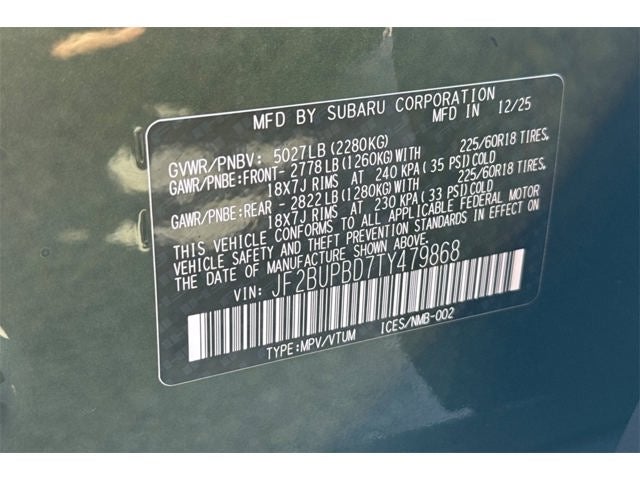 MFD BY SUBARU CORPORATION
MFD IN 12/25
GVWR/PNBV: 5027LB (2280KG)
GAWR/PNBE:FRONT- 2778LB (1260KG)WITH 225/60R18 TIRES,
18X7J RIMS AT 240 KPA (35 PSI)COLD
GAWR/PNBE:REAR - 2822LB (1280KG)WITH 225/60R18 TIRES,
18X7J RIMS AT 230 KPA (33 PSI)COLD
THIS VEHICLE CONFORMS TO ALL APPLICABLE FEDERAL MOTOR
VEHICLE SAFETY AND THEFT PREVENTION STANDARDS IN EFFECT ON
THE DATE OF MANUFACTURE SHOWN ABOVE.
VIN: JF2BUPBD7TY479868
TYPE:MPV/VTUM ICES/NMB-002